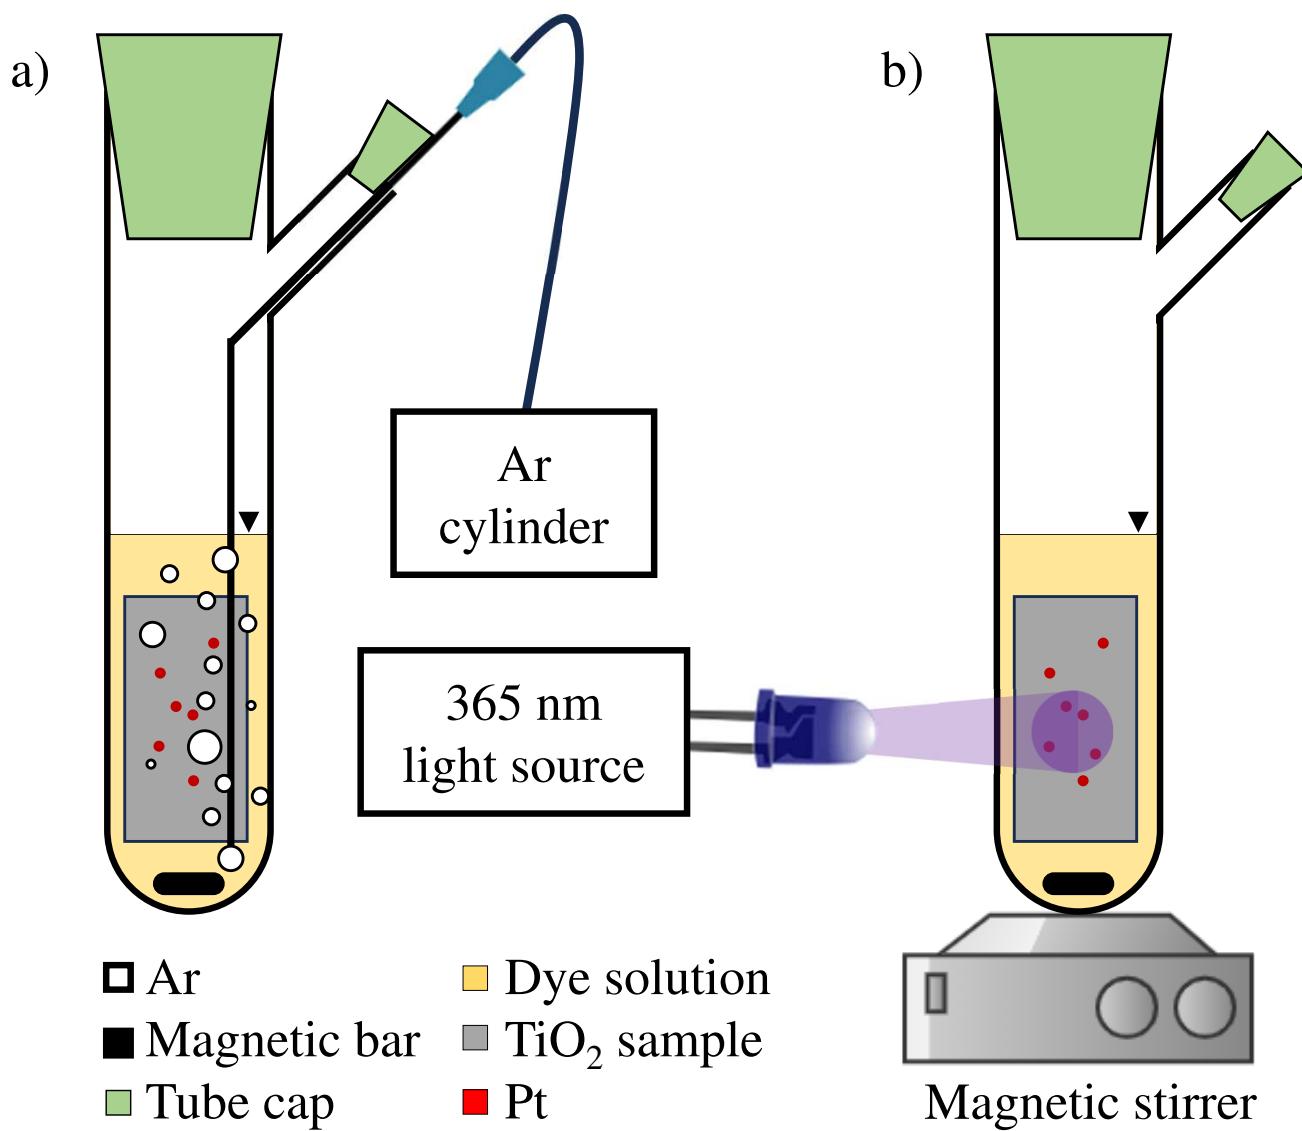 a)
b)
Ar
cylinder
365 nm
light source
Ar
Dye solution
Magnetic bar
TiO₂ sample
Tube cap
Pt
Magnetic stirrer